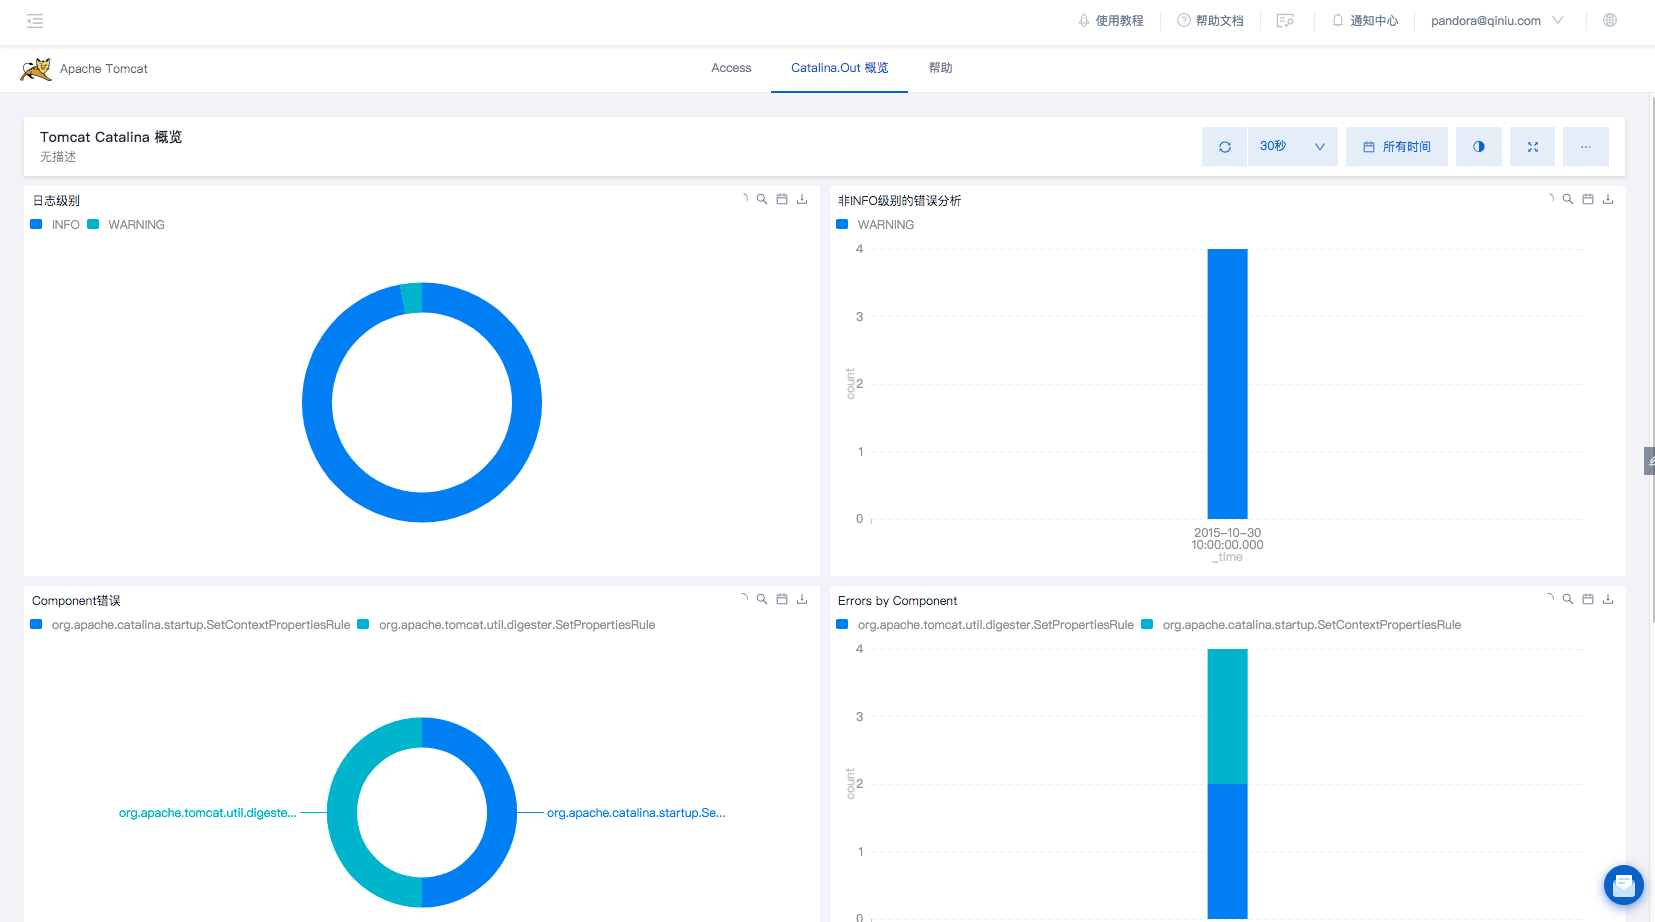 使用教程
帮助文档
通知中心
pandora@qiniu.com
Apache Tomcat
Access
Catalina.Out 概览
帮助
Tomcat Catalina 概览
无描述
30秒
所有时间
...
日志级别
INFO WARNING
非INFO级别的错误分析
WARNING
4
3
2
1
0
count
2015-10-30
10:00:00.000
_time
Component错误
org.apache.catalina.startup.SetContextPropertiesRule org.apache.tomcat.util.digester.SetPropertiesRule
org.apache.tomcat.util.digeste...
org.apache.catalina.startup.Se...
Errors by Component
org.apache.tomcat.util.digester.SetPropertiesRule org.apache.catalina.startup.SetContextPropertiesRule
4
3
2
1
0
count